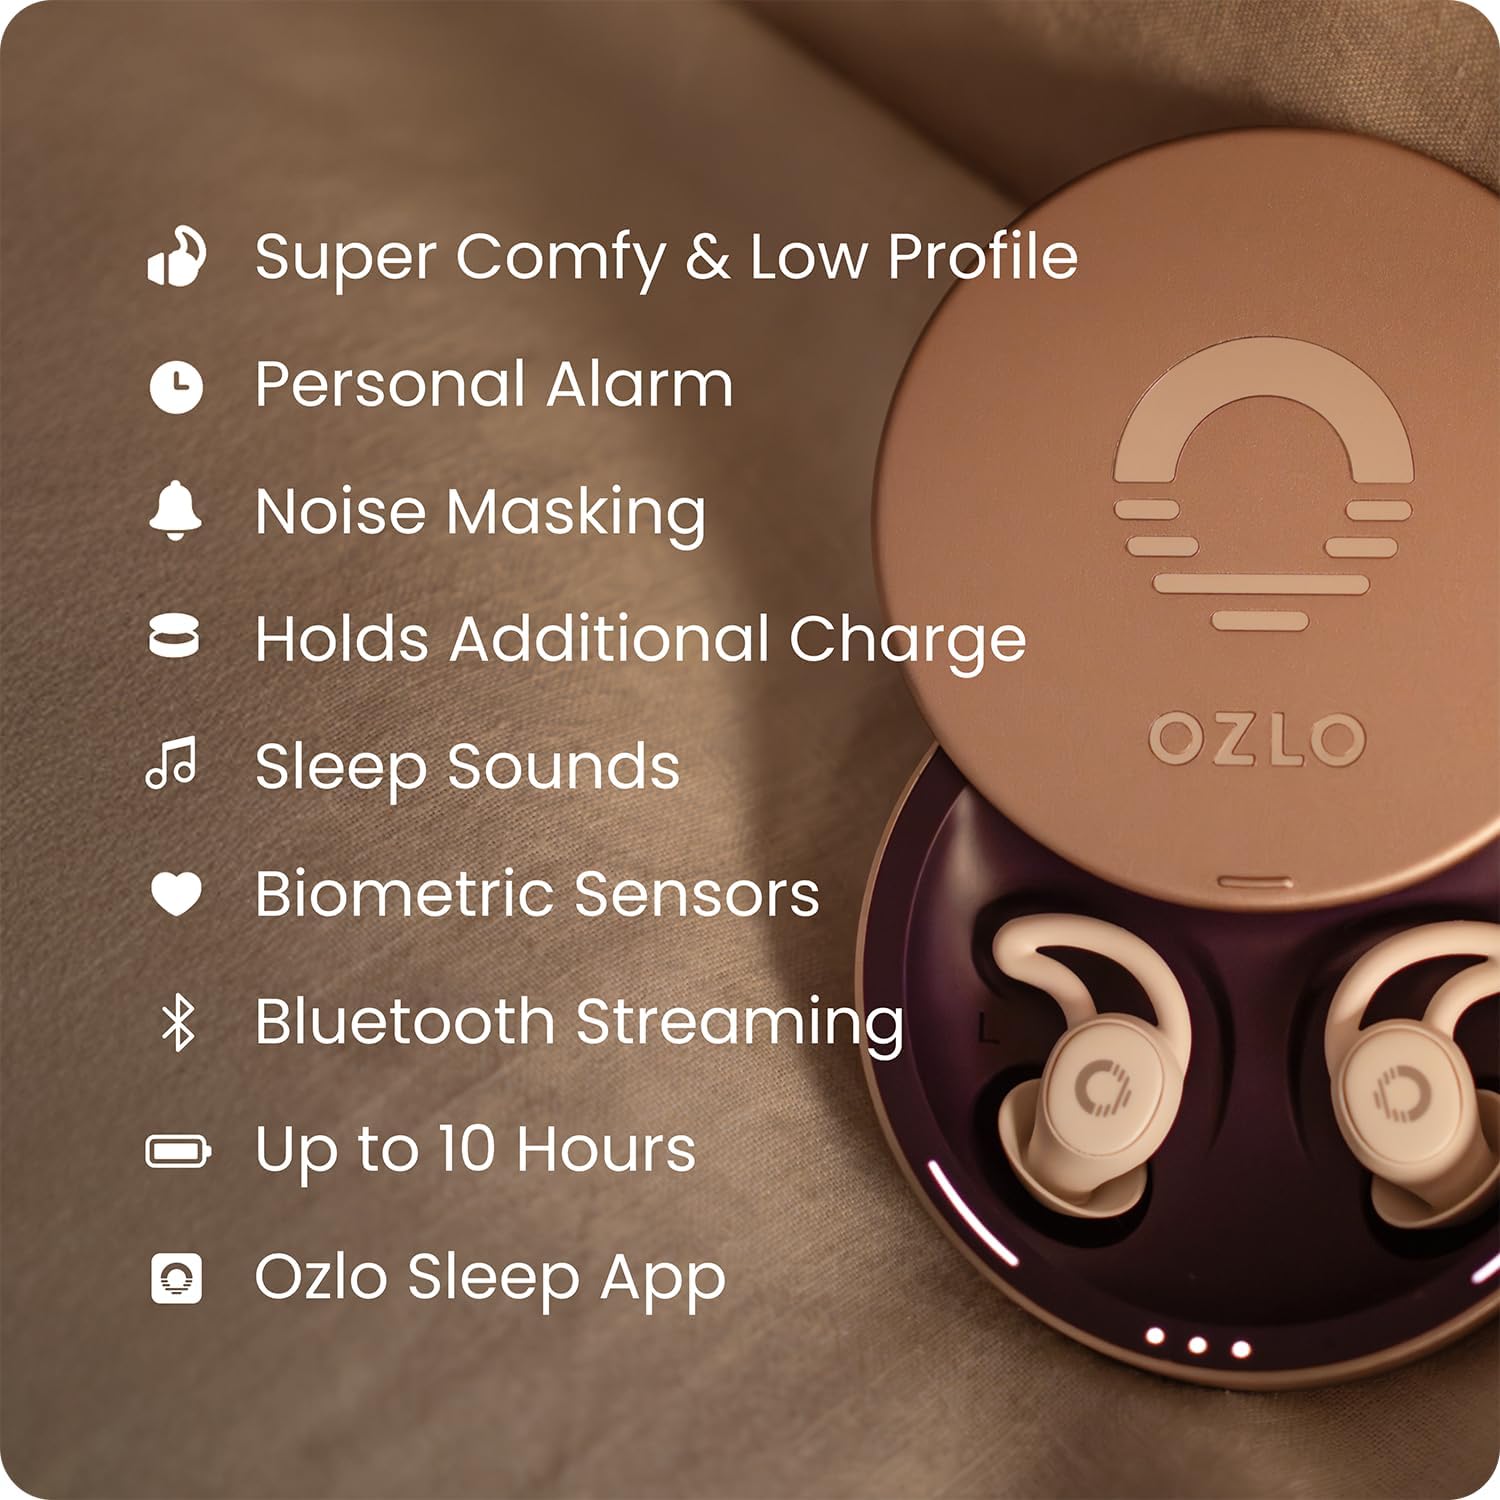 Super Comfy & Low Profile
Personal Alarm
Noise Masking
Holds Additional Charge
Sleep Sounds
Biometric Sensors
Bluetooth Streaming
Up to 10 Hours
Ozlo Sleep App
OZLO
L